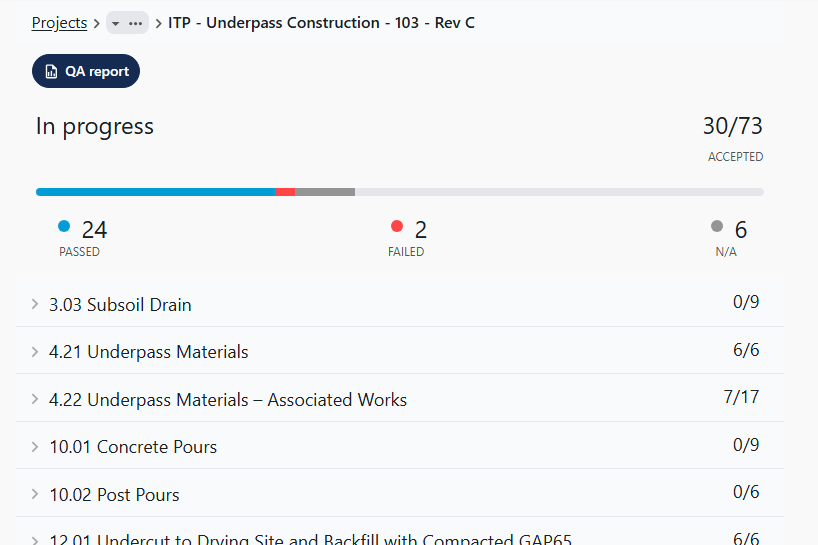 Projects > ... > ITP - Underpass Construction - 103 - Rev C
QA report
In progress 30/73
ACCEPTED
24 2 6
PASSED FAILED N/A
3.03 Subsoil Drain 0/9
4.21 Underpass Materials 6/6
4.22 Underpass Materials – Associated Works 7/17
10.01 Concrete Pours 0/9
10.02 Post Pours 0/6
12.01 Undercut to Drying Site and Backfill with Compacted GAP65 6/6